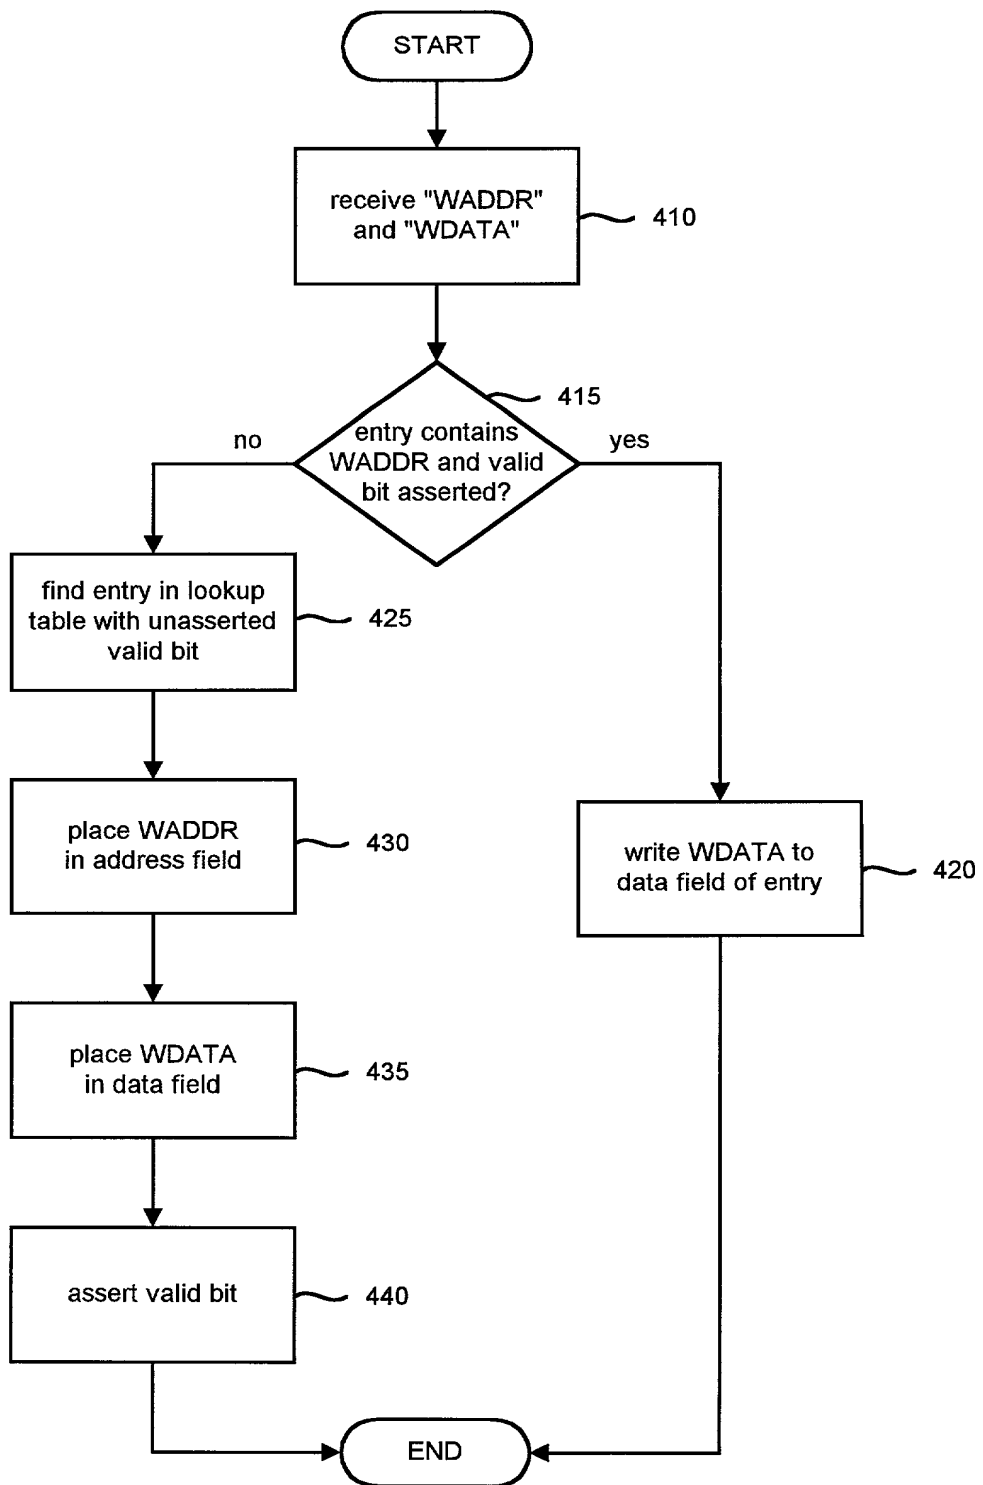 START
receive "WADDR"
and "WDATA"
410
415
entry contains
WADDR and valid
bit asserted?
no
yes
find entry in lookup
table with unasserted
valid bit
425
place WADDR
in address field
430
write WDATA to
data field of entry
420
place WDATA
in data field
435
assert valid bit
440
END